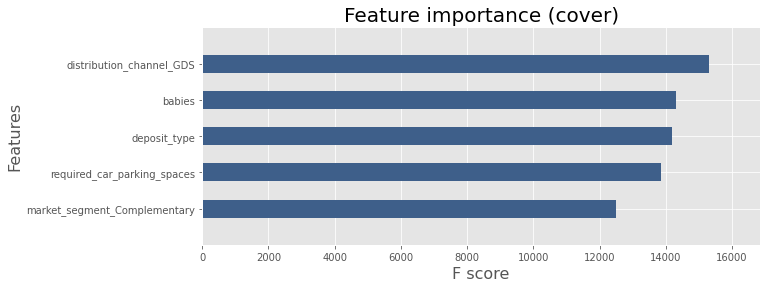 Feature importance (cover)
Features
distribution_channel_GDS
babies
deposit_type
required_car_parking_spaces
market_segment_Complementary
0 2000 4000 6000 8000 10000 12000 14000 16000
F score